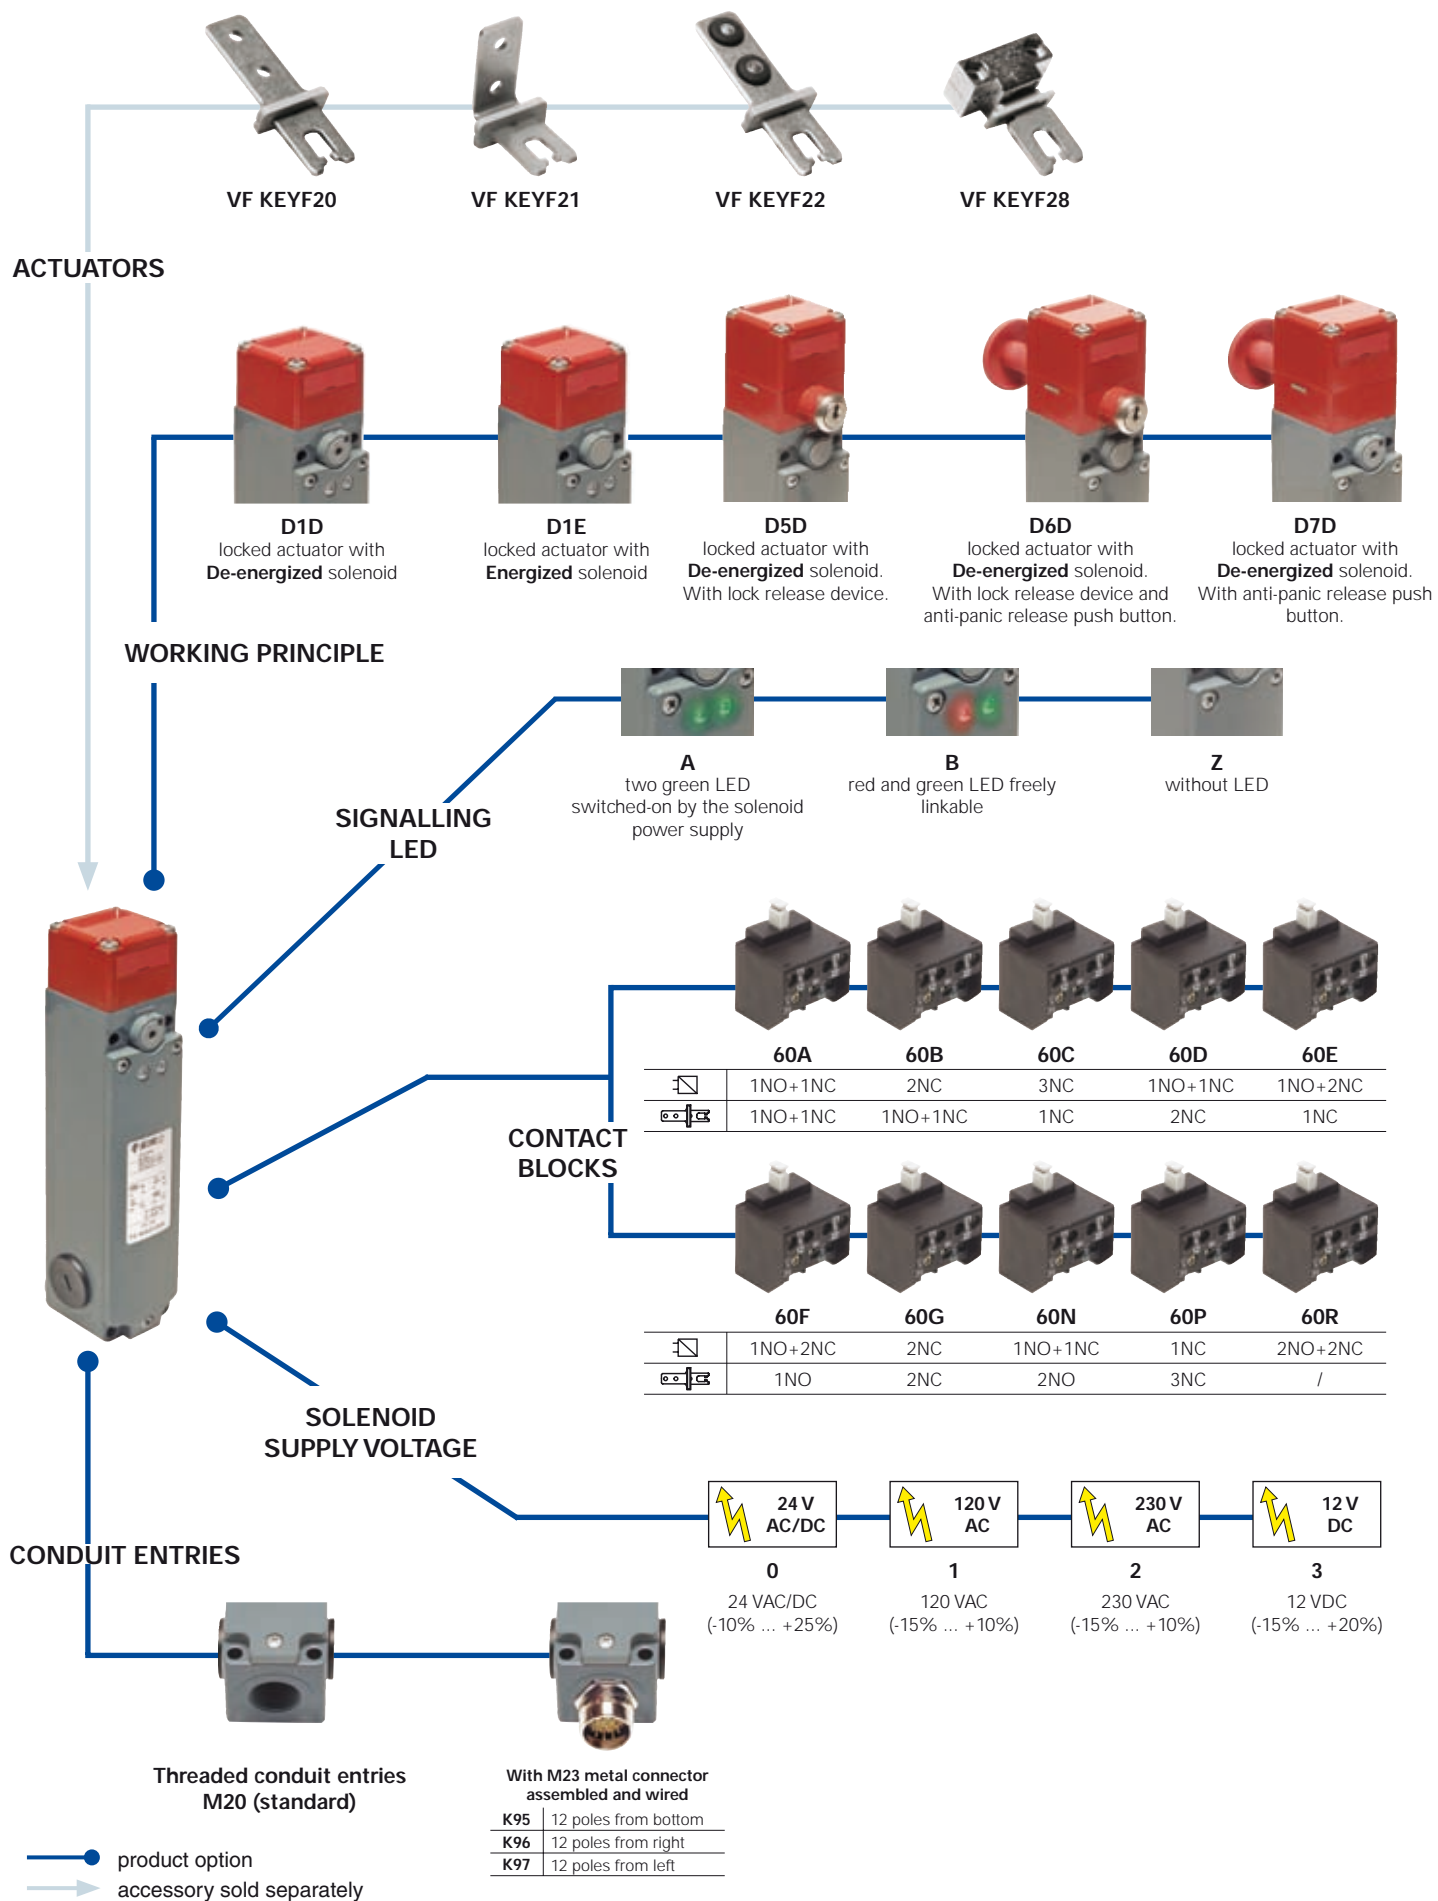 VF KEYF20
VF KEYF21
VF KEYF22
VF KEYF28
ACTUATORS
D1D
locked actuator with
De-energized solenoid
D1E
locked actuator with
Energized solenoid
D5D
locked actuator with
De-energized solenoid.
With lock release device.
D6D
locked actuator with
De-energized solenoid.
With lock release device and
anti-panic release push button.
D7D
locked actuator with
De-energized solenoid.
With anti-panic release push
button.
WORKING PRINCIPLE
A
two green LED
switched-on by the solenoid
power supply
B
red and green LED freely
linkable
Z
without LED
SIGNALLING
LED
60A 60B 60C 60D 60E
1NO+1NC 2NC 3NC 1NO+1NC 1NO+2NC
1NO+1NC 1NO+1NC 1NC 2NC 1NC
CONTACT
BLOCKS
60F 60G 60N 60P 60R
1NO+2NC 2NC 1NO+1NC 1NC 2NO+2NC
1NO 2NC 2NO 3NC /
SOLENOID
SUPPLY VOLTAGE
24 V
AC/DC
120 V
AC
230 V
AC
12 V
DC
0
24 VAC/DC
(-10% ... +25%)
1
120 VAC
(-15% ... +10%)
2
230 VAC
(-15% ... +10%)
3
12 VDC
(-15% ... +20%)
CONDUIT ENTRIES
Threaded conduit entries
M20 (standard)
With M23 metal connector
assembled and wired
K95 12 poles from bottom
K96 12 poles from right
K97 12 poles from left
product option
accessory sold separately